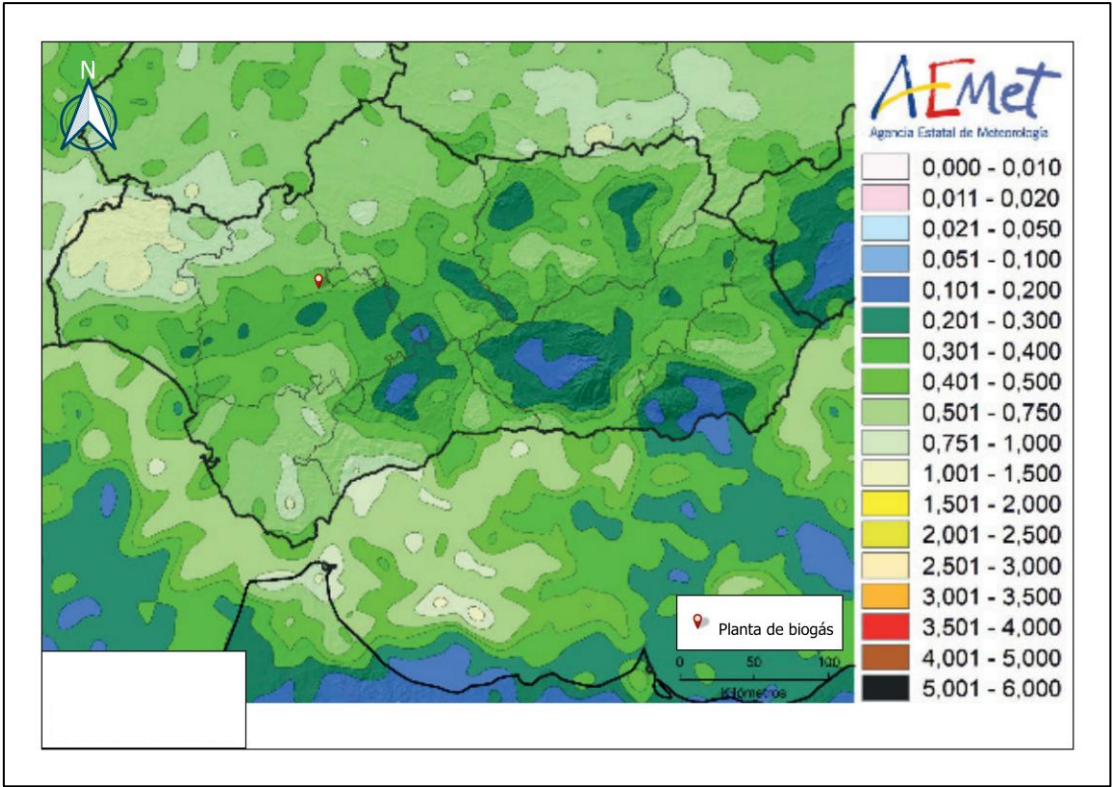 N
AEMet
Agencia Estatal de Meteorología
0,000 - 0,010
0,011 - 0,020
0,021 - 0,050
0,051 - 0,100
0,101 - 0,200
0,201 - 0,300
0,301 - 0,400
0,401 - 0,500
0,501 - 0,750
0,751 - 1,000
1,001 - 1,500
1,501 - 2,000
2,001 - 2,500
2,501 - 3,000
3,001 - 3,500
3,501 - 4,000
4,001 - 5,000
5,001 - 6,000
Planta de biogás
0 50 100
Kilómetros